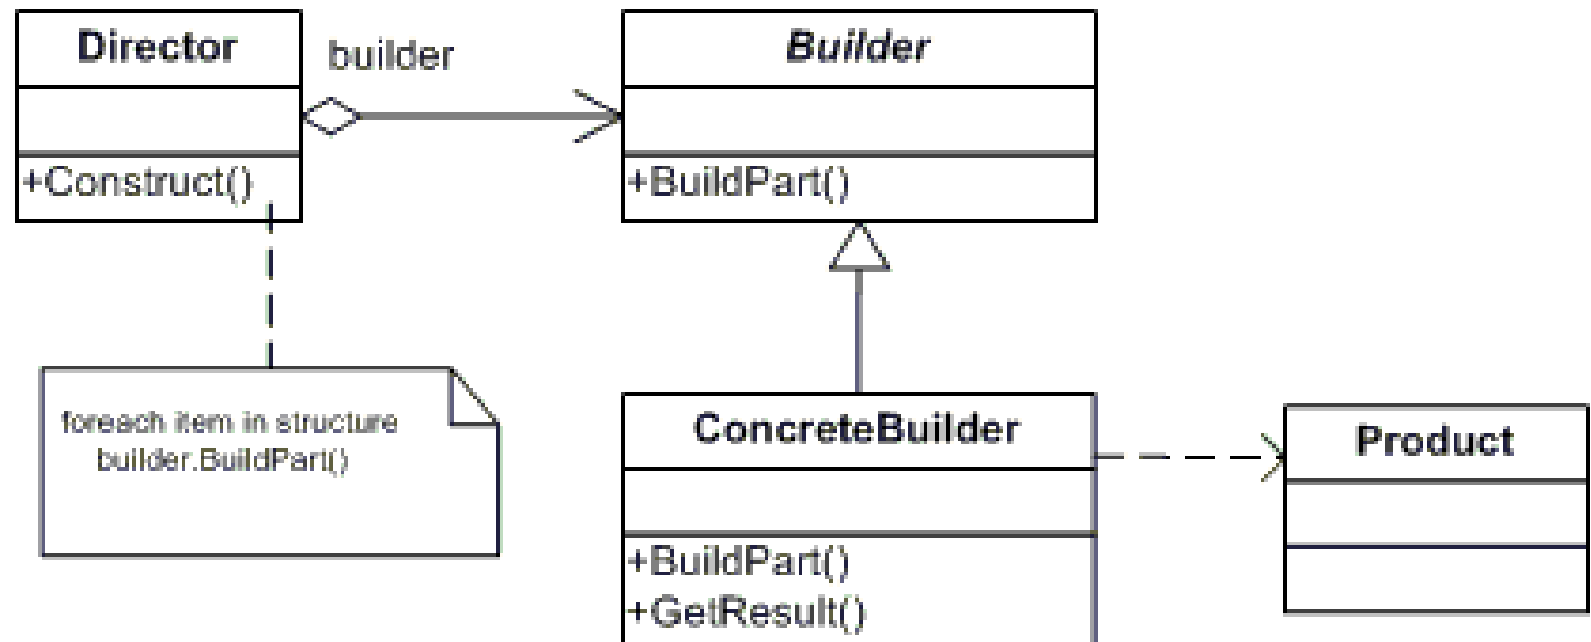 Director
builder
Builder
+Construct()
+BuildPart()
foreach item in structure
builder.BuildPart()
ConcreteBuilder
Product
+BuildPart()
+GetResult()